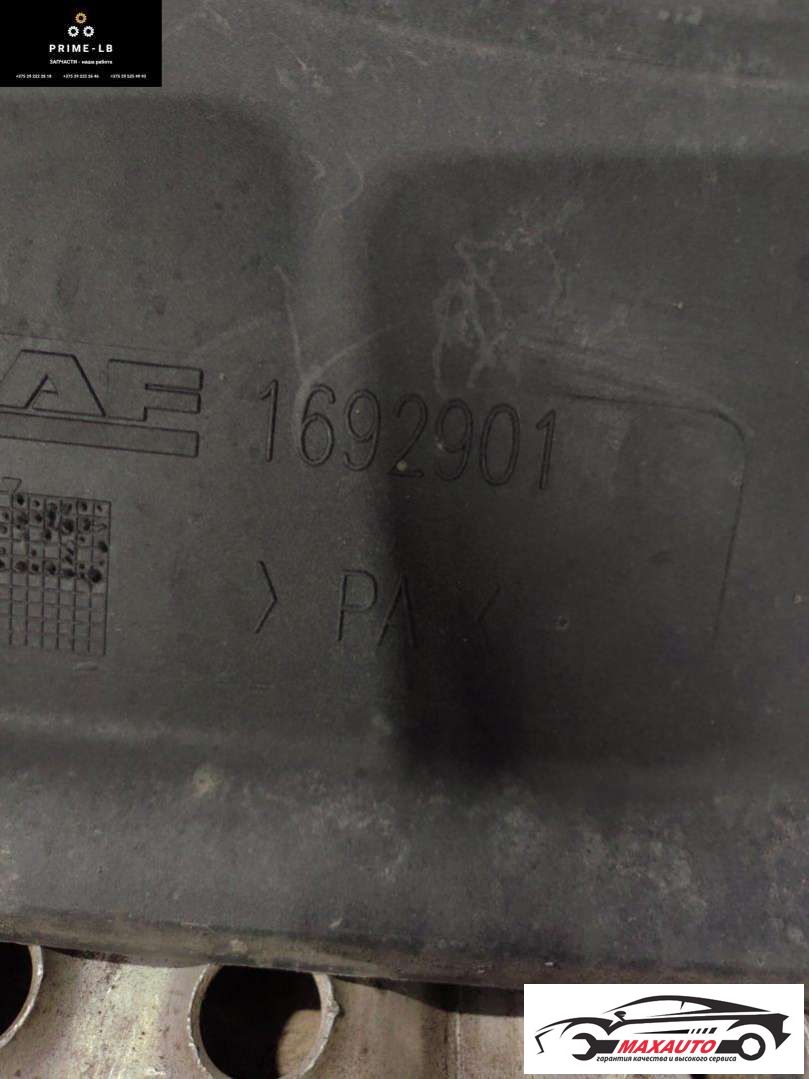 PRIME-LB
ЗАПЧАСТИ - наша работа
AF 1692901
> PA <
MAXAUTO
гарантия качества и высокого сервиса